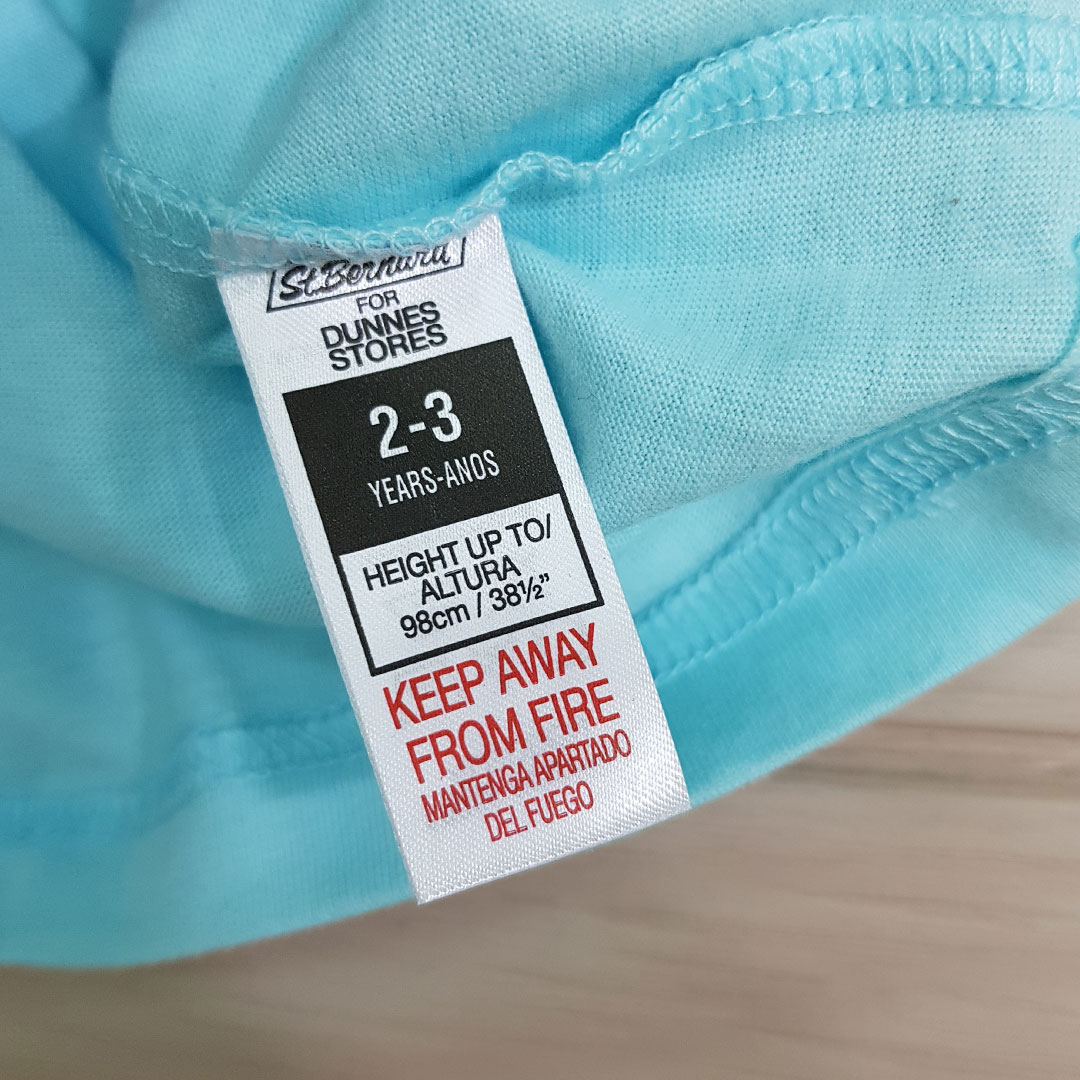 St.Bernard
FOR
DUNNES
STORES
2-3
YEARS-ANOS
HEIGHT UP TO/
ALTURA
98cm / 38½”
KEEP AWAY
FROM FIRE
MANTENGA APARTADO
DEL FUEGO